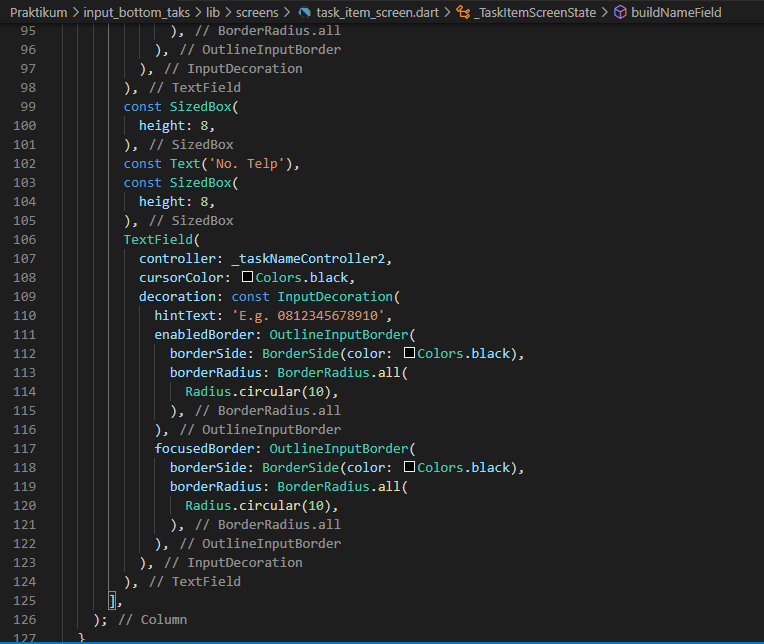 Praktikum > input_bottom_taks > lib > screens > task_item_screen.dart > _TaskItemScreenState > buildNameField
95 ), // BorderRadius.all
96 ), // OutlineInputBorder
97 ), // InputDecoration
98 ), // TextField
99 const SizedBox(
100 height: 8,
101 ), // SizedBox
102 const Text('No. Telp'),
103 const SizedBox(
104 height: 8,
105 ), // SizedBox
106 TextField(
107 controller: _taskNameController2,
108 cursorColor: Colors.black,
109 decoration: const InputDecoration(
110 hintText: 'E.g. 0812345678910',
111 enabledBorder: OutlineInputBorder(
112 borderSide: BorderSide(color: Colors.black),
113 borderRadius: BorderRadius.all(
114 Radius.circular(10),
115 ), // BorderRadius.all
116 ), // OutlineInputBorder
117 focusedBorder: OutlineInputBorder(
118 borderSide: BorderSide(color: Colors.black),
119 borderRadius: BorderRadius.all(
120 Radius.circular(10),
121 ), // BorderRadius.all
122 ), // OutlineInputBorder
123 ), // InputDecoration
124 ), // TextField
125 ],
126 ); // Column
127 }